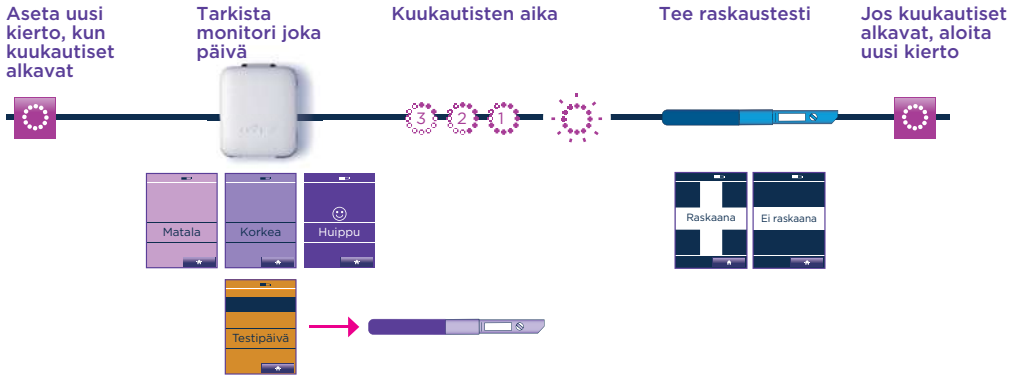 Aseta uusi
kierto, kun
kuukautiset
alkavat
Tarkista
monitori joka
päivä
Kuukautisten aika
Tee raskaustesti
Jos kuukautiset
alkavat, aloita
uusi kierto
3 2 1
Matala
Korkea
Huippu
Raskaana
Ei raskaana
Testipäivä